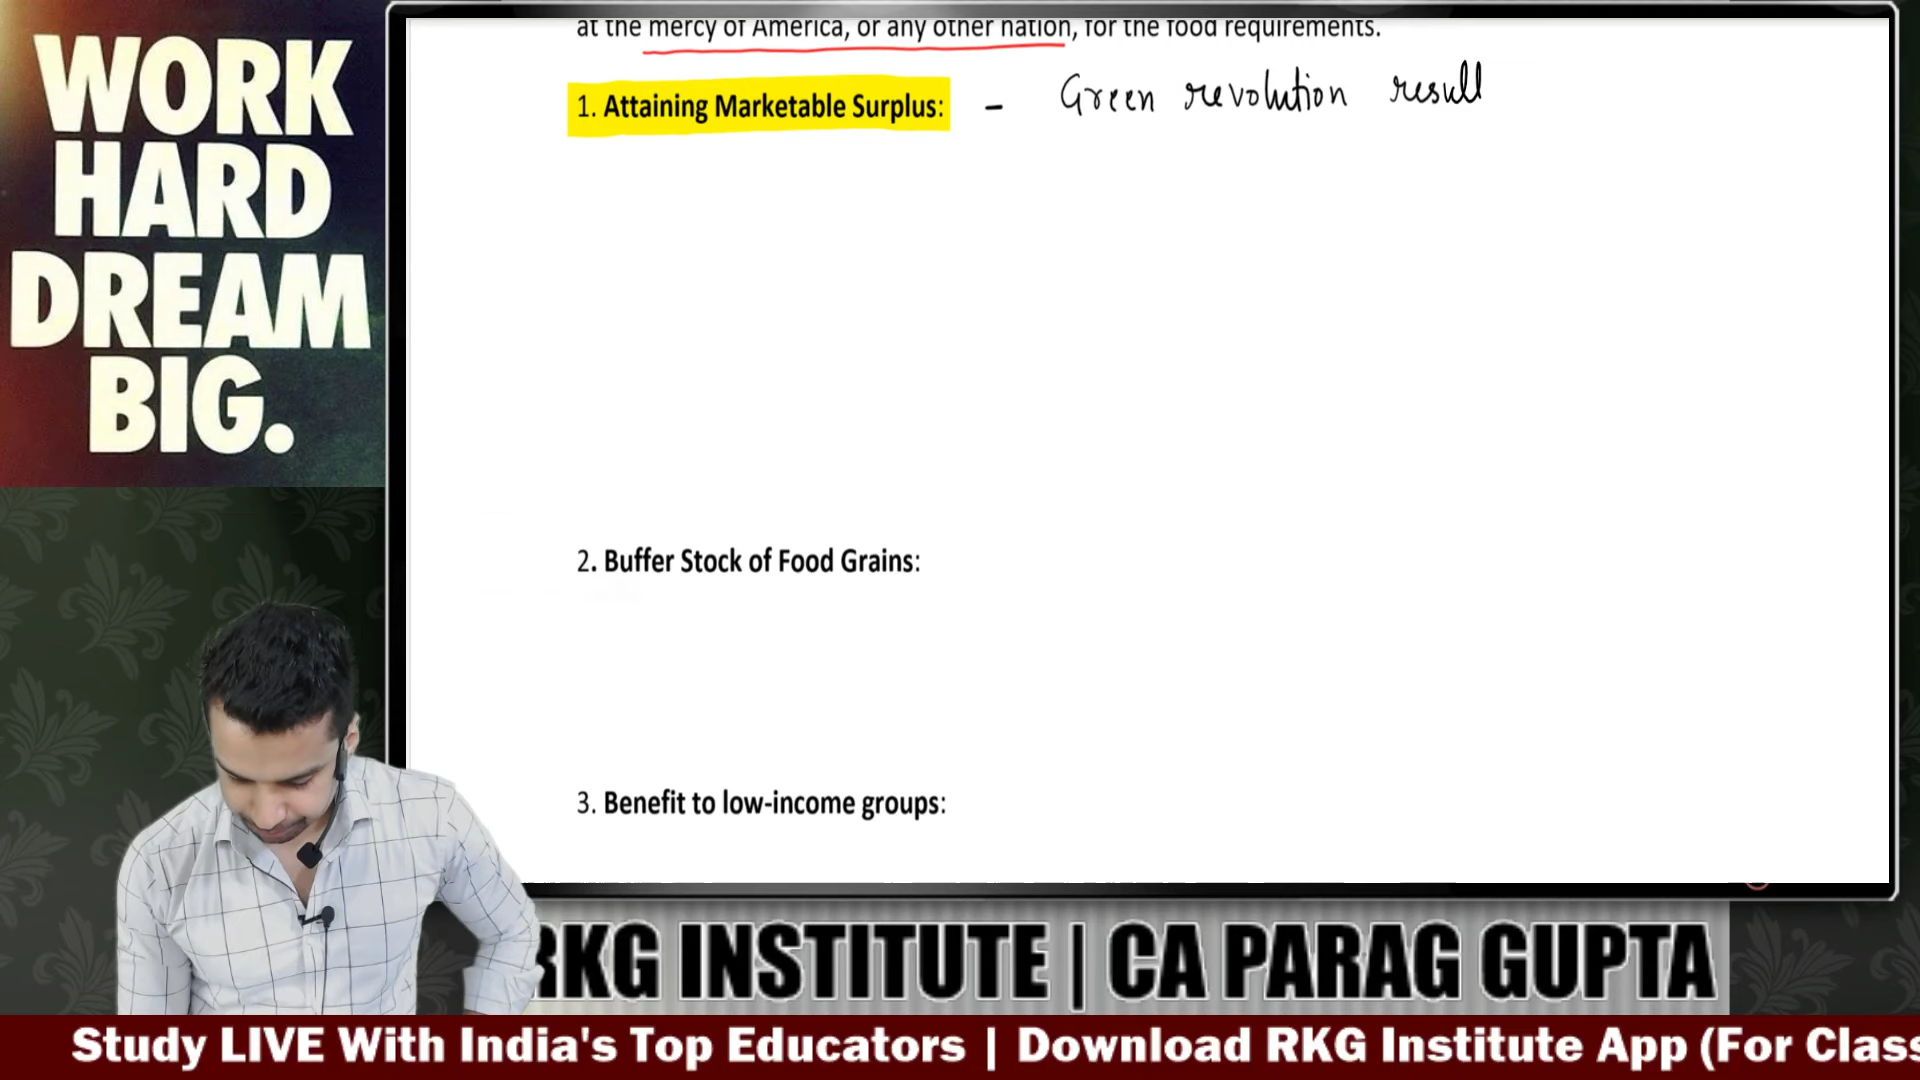 WORK
HARD
DREAM
BIG.
at the mercy of America, or any other nation, for the food requirements.
1. Attaining Marketable Surplus: - Green revolution resull
2. Buffer Stock of Food Grains:
3. Benefit to low-income groups:
RKG INSTITUTE | CA PARAG GUPTA
Study LIVE With India's Top Educators | Download RKG Institute App (For Class